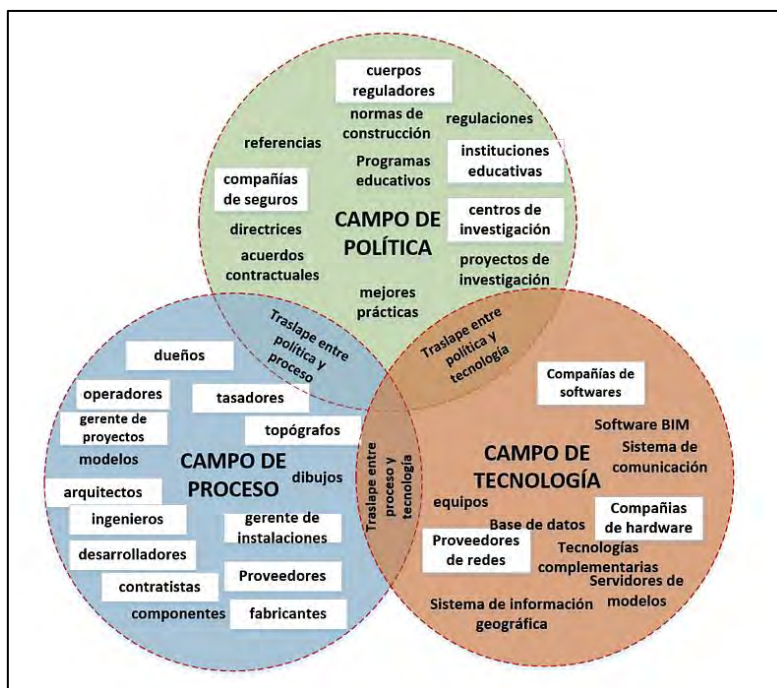 cuerpos
reguladores
normas de
construcción
regulaciones
referencias
Programas
educativos
instituciones
educativas
compañías
de seguros
CAMPO DE
POLÍTICA
centros de
investigación
directrices
acuerdos
contractuales
proyectos de
investigación
mejores
prácticas
Traslape entre
política y
proceso
Traslape entre
política y
tecnología
Traslape entre
proceso y
tecnología
dueños
operadores
tasadores
gerente de
proyectos
topógrafos
modelos
CAMPO DE
PROCESO
dibujos
arquitectos
ingenieros
gerente de
instalaciones
desarrolladores
contratistas
Proveedores
componentes
fabricantes
Compañías de
softwares
Software BIM
Sistema de
comunicación
CAMPO DE
TECNOLOGÍA
equipos
Base de datos
Compañias
de hardware
Proveedores
de redes
Tecnologías
complementarias
Servidores de
modelos
Sistema de información
geográfica